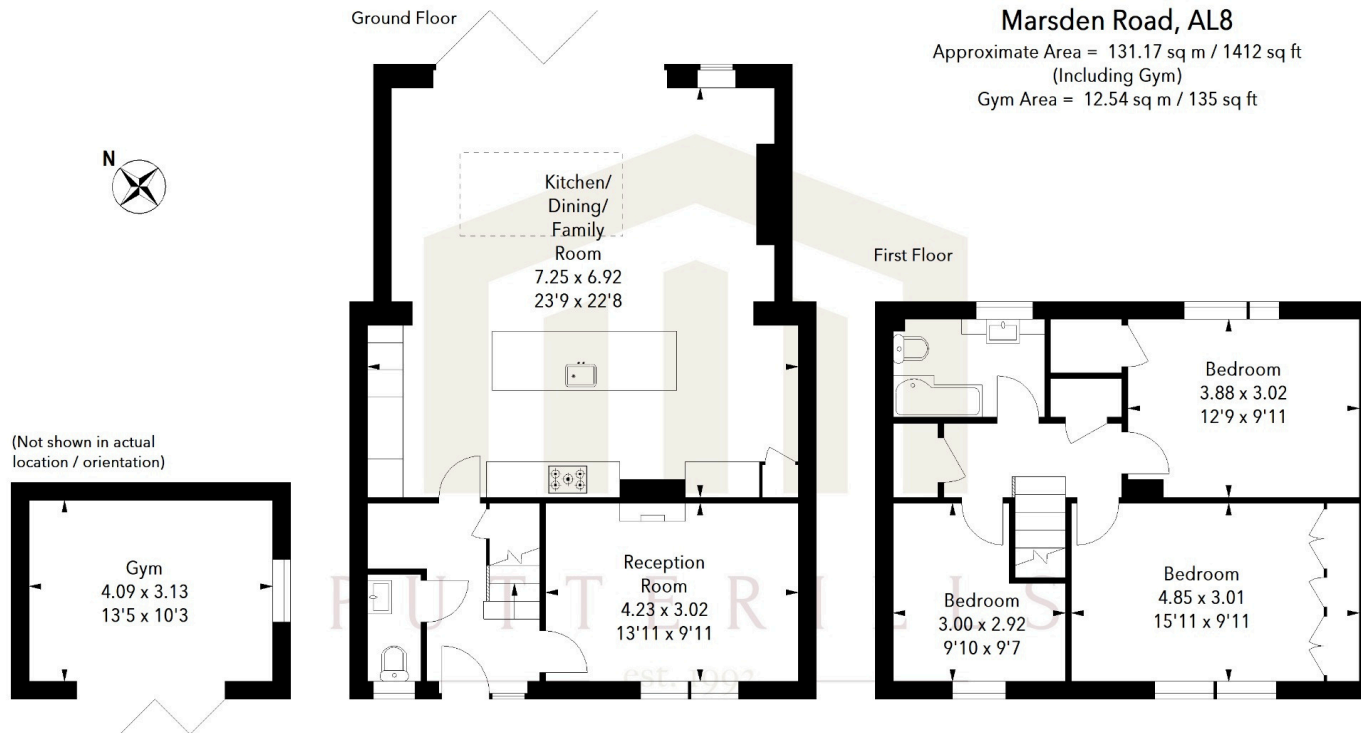 Ground Floor
Marsden Road, AL8
Approximate Area = 131.17 sq m / 1412 sq ft
(Including Gym)
Gym Area = 12.54 sq m / 135 sq ft
N
Kitchen/
Dining/
Family
Room
7.25 x 6.92
23'9 x 22'8
First Floor
Bedroom
3.88 x 3.02
12'9 x 9'11
(Not shown in actual
location / orientation)
Gym
4.09 x 3.13
13'5 x 10'3
Reception
Room
4.23 x 3.02
13'11 x 9'11
Bedroom
3.00 x 2.92
9'10 x 9'7
Bedroom
4.85 x 3.01
15'11 x 9'11
PUTTERILLS
est. 1992